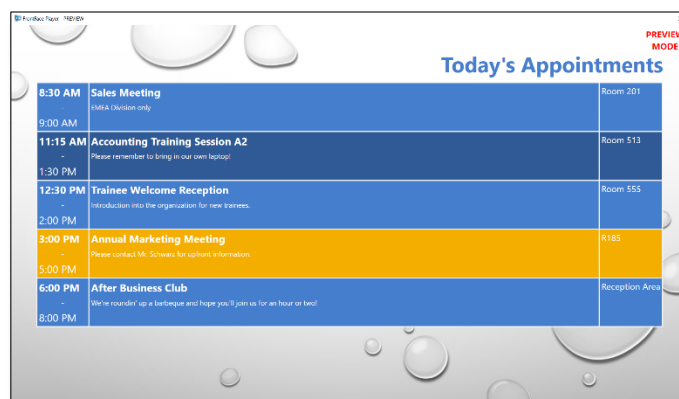 FrontFace Player - PREVIEW
PREVIEW
MODE
Today's Appointments
8:30 AM Sales Meeting Room 201
- EMEA Division only
9:00 AM
11:15 AM Accounting Training Session A2 Room 513
- Please remember to bring in our own laptop!
1:30 PM
12:30 PM Trainee Welcome Reception Room 555
- Introduction into the organization for new trainees.
2:00 PM
3:00 PM Annual Marketing Meeting R185
- Please contact Mr. Schwarz for upfront information.
5:00 PM
6:00 PM After Business Club Reception Area
- We're roundin' up a barbeque and hope you'll join us for an hour or two!
8:00 PM